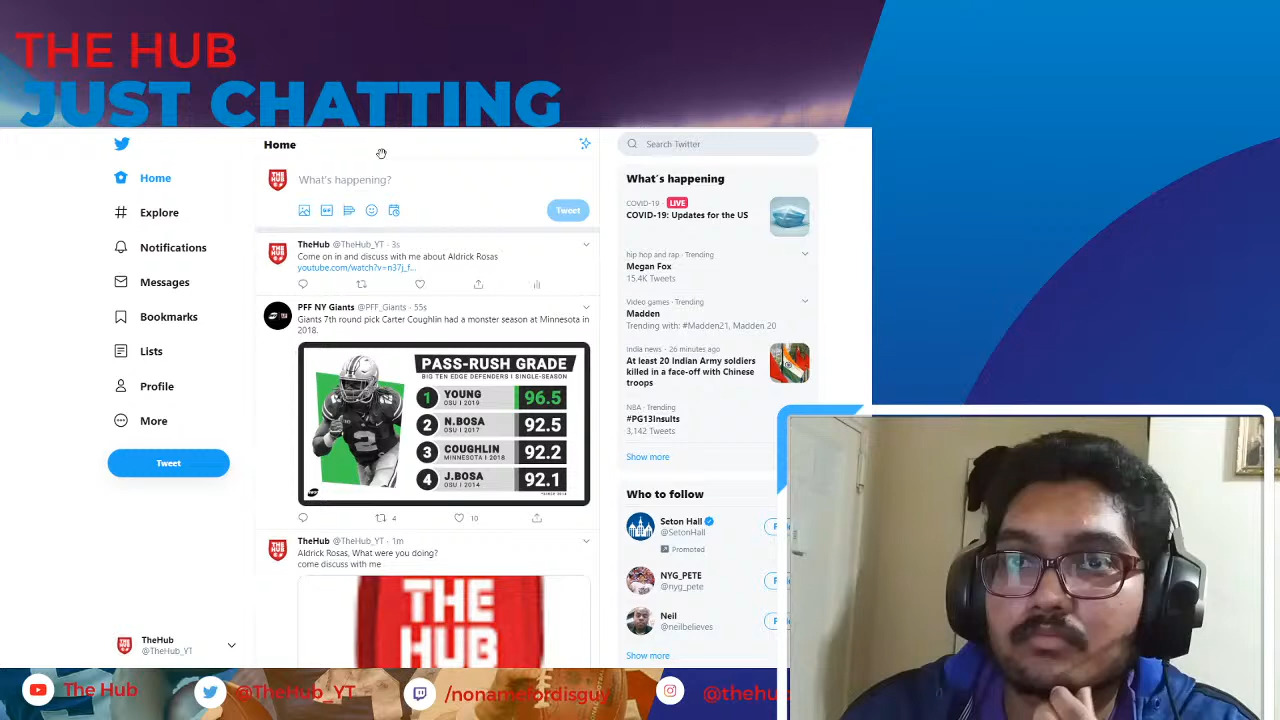 THE HUB
JUST CHATTING
Home
Search Twitter
Home
Explore
Notifications
Messages
Bookmarks
Lists
Profile
More
Tweet
TheHub
@TheHub_YT
What's happening?
Tweet
TheHub @TheHub_YT · 3s
Come on in and discuss with me about Aldrick Rosas
youtube.com/watch?v=n37j_f...
PFF NY Giants @PFF_Giants · 55s
Giants 7th round pick Carter Coughlin had a monster season at Minnesota in
2018.
PASS-RUSH GRADE
BIG TEN EDGE DEFENDERS | SINGLE-SEASON
1 YOUNG 96.5
OSU | 2019
2 N.BOSA 92.5
OSU | 2017
3 COUGHLIN 92.2
MINNESOTA | 2018
4 J.BOSA 92.1
OSU | 2014
*SINCE 2014
4 10
TheHub @TheHub_YT · 1m
Aldrick Rosas, What were you doing?
come discuss with me
THE
HUB
What's happening
COVID-19 · LIVE
COVID-19: Updates for the US
hip hop and rap · Trending
Megan Fox
15.4K Tweets
Video games · Trending
Madden
Trending with: #Madden21, Madden 20
India news · 26 minutes ago
At least 20 Indian Army soldiers
killed in a face-off with Chinese
troops
NBA · Trending
#PG13Insults
3,142 Tweets
Show more
Who to follow
Seton Hall
@SetonHall
Promoted
NYG_PETE
@nyg_pete
Neil
@neilbelieves
Show more
The Hub
@TheHub_YT
/nonamefordisguy
@thehu